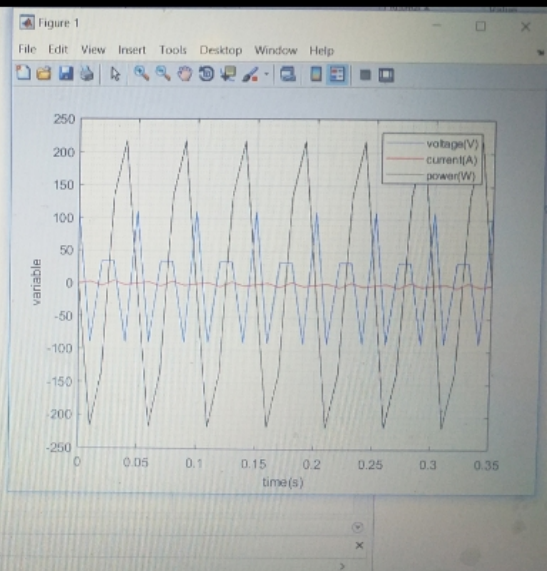 Figure 1
File Edit View Insert Tools Desktop Window Help
250
200
150
100
50
0
-50
-100
-150
-200
-250
variable
voltage(V)
current(A)
power(W)
0 0.05 0.1 0.15 0.2 0.25 0.3 0.35
time(s)